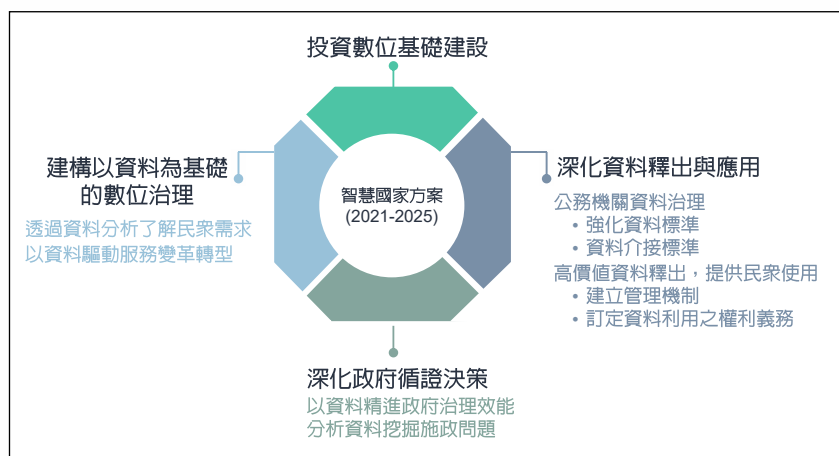 投資數位基礎建設
建構以資料為基礎
的數位治理
透過資料分析了解民眾需求
以資料驅動服務變革轉型
智慧國家方案
(2021-2025)
深化資料釋出與應用
公務機關資料治理
• 強化資料標準
• 資料介接標準
高價值資料釋出，提供民眾使用
• 建立管理機制
• 訂定資料利用之權利義務
深化政府循證決策
以資料精進政府治理效能
分析資料挖掘施政問題